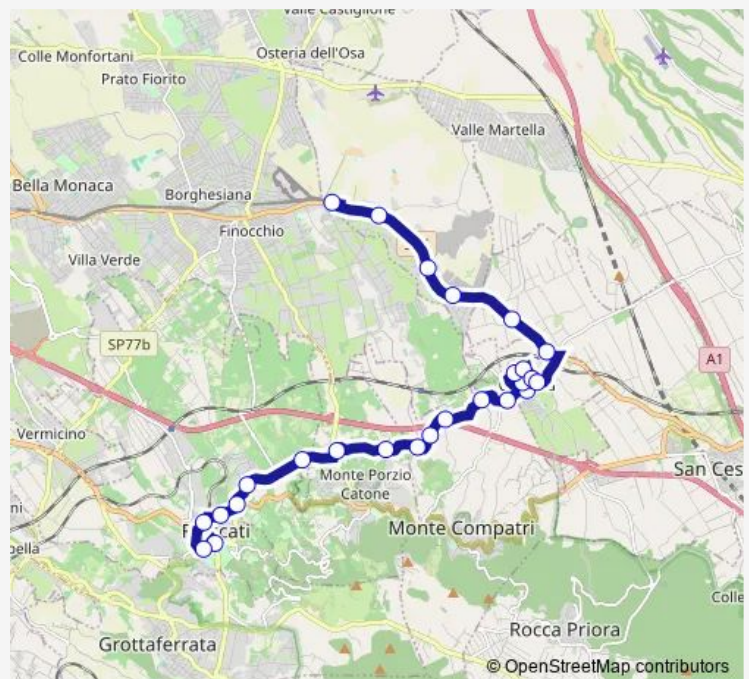 Valle Castiglione
Colle Monfortani
Osteria dell'Osa
Prato Fiorito
Valle Martella
Bella Monaca
Borghesiana
Finocchio
Villa Verde
SP77b
A1
Vermicino
Monte Porzio
Catone
San Ces
Monte Compatri
Colle
Rocca Priora
Grottaferrata
© OpenStreetMap contributors